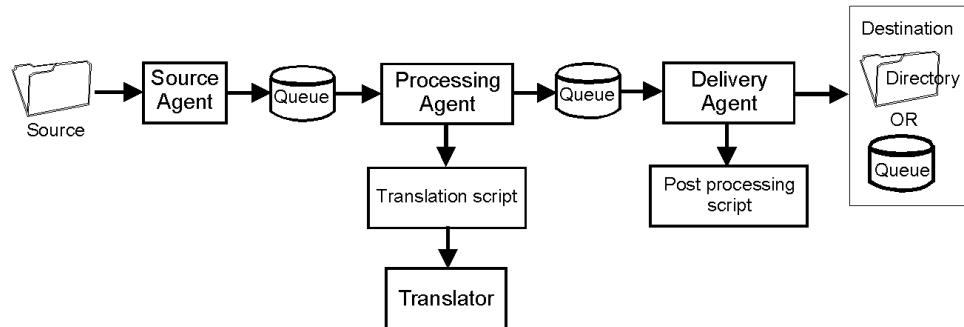 Source
Source
Agent
Queue
Processing
Agent
Queue
Delivery
Agent
Destination
Directory
OR
Queue
Translation script
Post processing
script
Translator